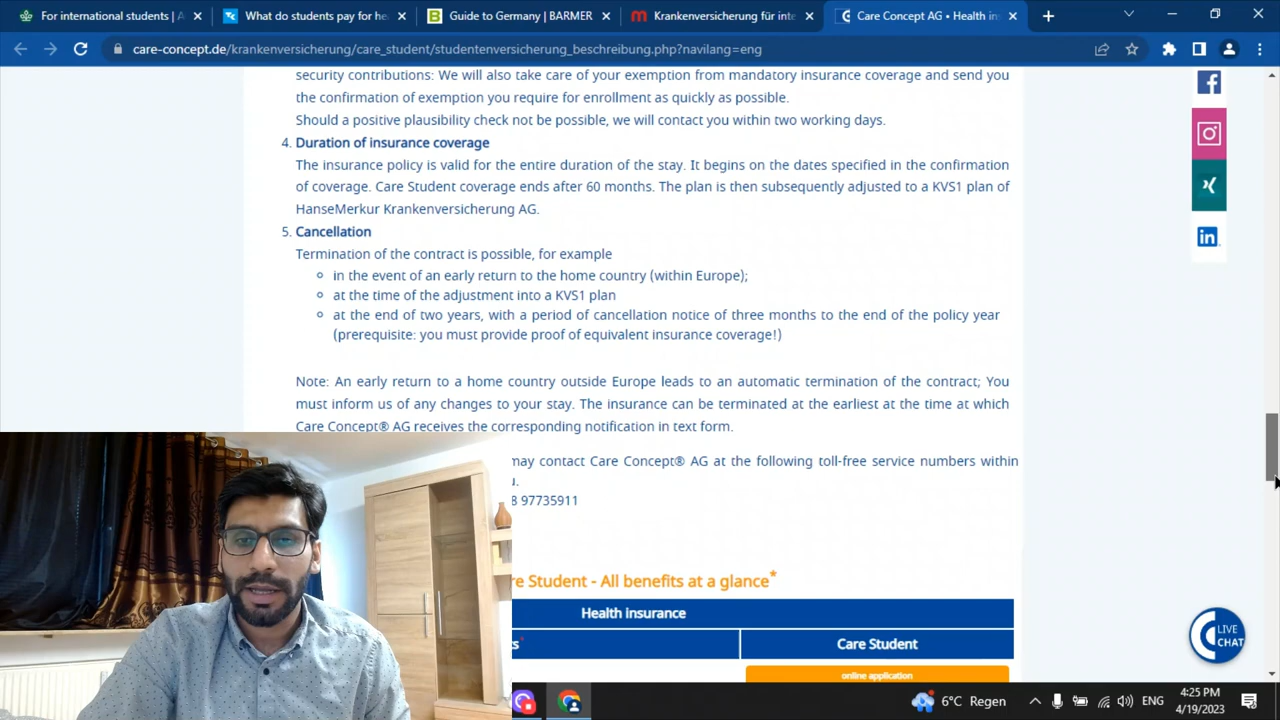 For international students | A
What do students pay for he
Guide to Germany | BARMER
Krankenversicherung für inte
Care Concept AG • Health in
care-concept.de/krankenversicherung/care_student/studentenversicherung_beschreibung.php?navilang=eng
security contributions: We will also take care of your exemption from mandatory insurance coverage and send you
the confirmation of exemption you require for enrollment as quickly as possible.
Should a positive plausibility check not be possible, we will contact you within two working days.
4. Duration of insurance coverage
The insurance policy is valid for the entire duration of the stay. It begins on the dates specified in the confirmation
of coverage. Care Student coverage ends after 60 months. The plan is then subsequently adjusted to a KVS1 plan of
HanseMerkur Krankenversicherung AG.
5. Cancellation
Termination of the contract is possible, for example
in the event of an early return to the home country (within Europe);
at the time of the adjustment into a KVS1 plan
at the end of two years, with a period of cancellation notice of three months to the end of the policy year
(prerequisite: you must provide proof of equivalent insurance coverage!)
Note: An early return to a home country outside Europe leads to an automatic termination of the contract; You
must inform us of any changes to your stay. The insurance can be terminated at the earliest at the time at which
Care Concept® AG receives the corresponding notification in text form.
may contact Care Concept® AG at the following toll-free service numbers within
u.
8 97735911
re Student - All benefits at a glance*
Health insurance
s*
Care Student
online application
LIVE
CHAT
6°C Regen
ENG
4:25 PM
4/19/2023